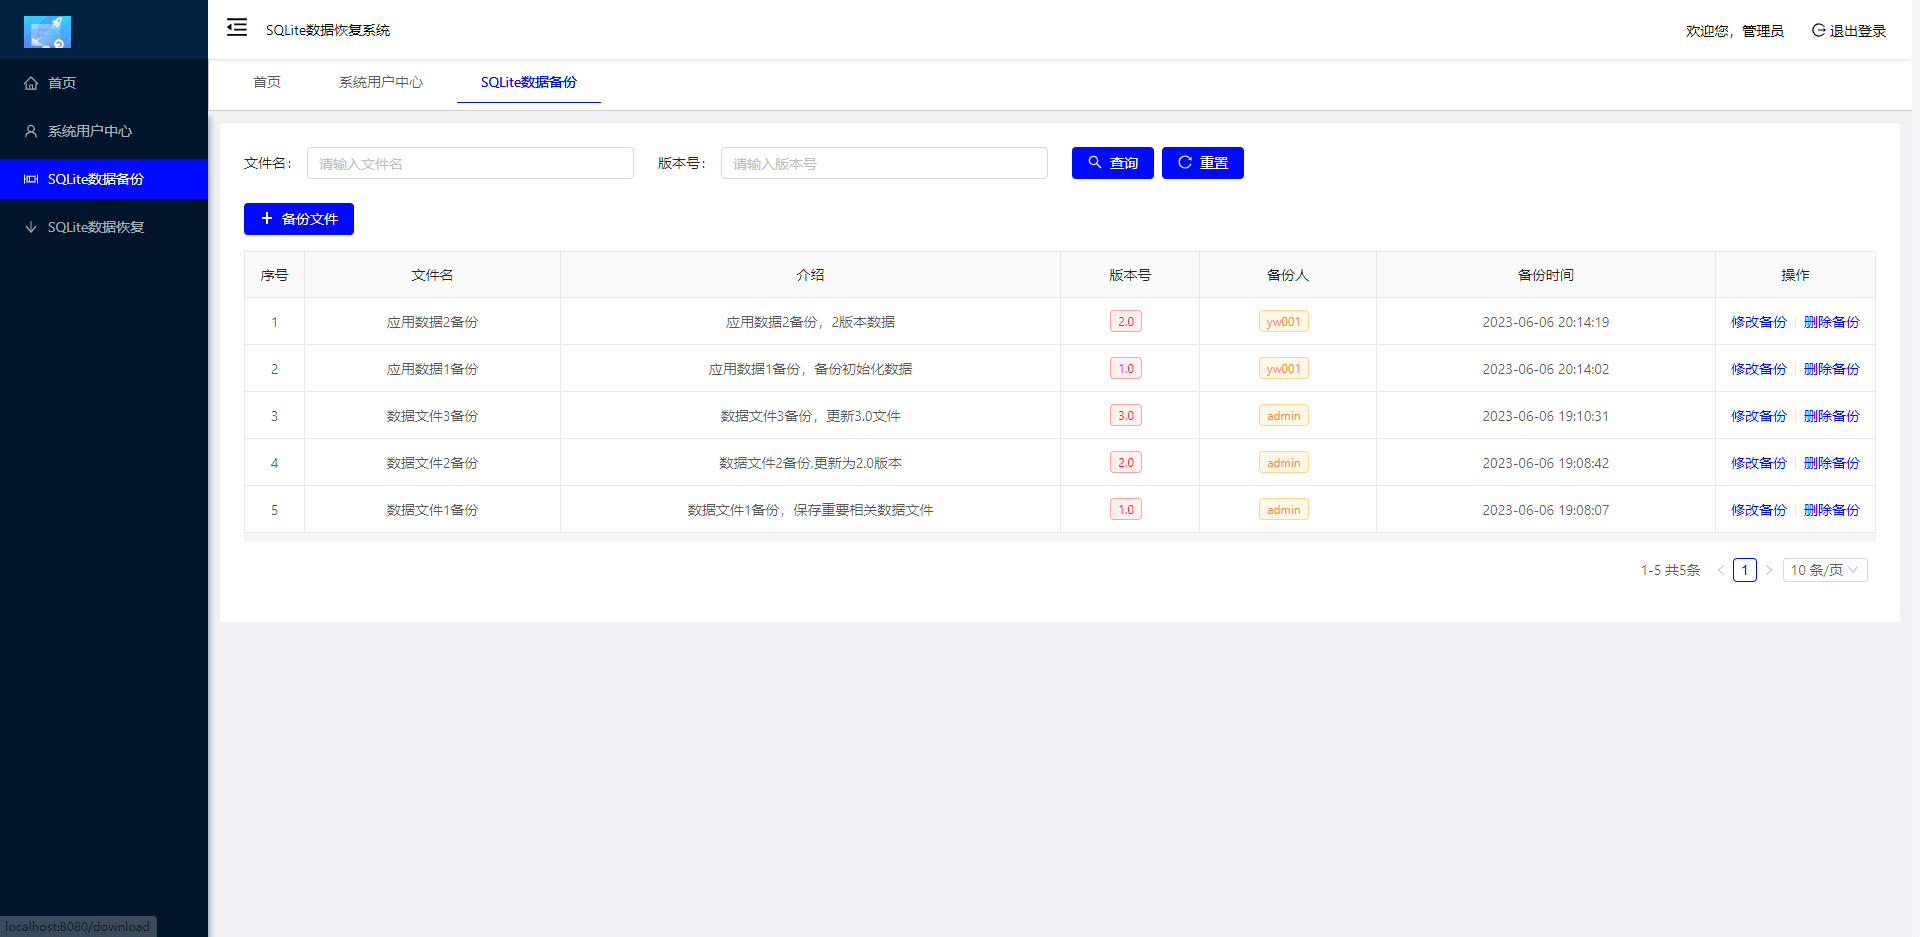 SQLite数据恢复系统
欢迎您，管理员 退出登录
首页
系统用户中心
SQLite数据备份
SQLite数据恢复
首页 系统用户中心 SQLite数据备份
文件名： 请输入文件名 版本号： 请输入版本号 查询 重置
备份文件
序号 文件名 介绍 版本号 备份人 备份时间 操作
1 应用数据2备份 应用数据2备份，2版本数据 2.0 yw001 2023-06-06 20:14:19 修改备份 删除备份
2 应用数据1备份 应用数据1备份，备份初始化数据 1.0 yw001 2023-06-06 20:14:02 修改备份 删除备份
3 数据文件3备份 数据文件3备份，更新3.0文件 3.0 admin 2023-06-06 19:10:31 修改备份 删除备份
4 数据文件2备份 数据文件2备份,更新为2.0版本 2.0 admin 2023-06-06 19:08:42 修改备份 删除备份
5 数据文件1备份 数据文件1备份，保存重要相关数据文件 1.0 admin 2023-06-06 19:08:07 修改备份 删除备份
1-5 共5条 < 1 > 10 条/页
localhost:8080/download